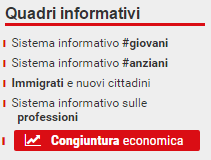 Quadri informativi
Sistema informativo #giovani
Sistema informativo #anziani
Immigrati e nuovi cittadini
Sistema informativo sulle
professioni
Congiuntura economica